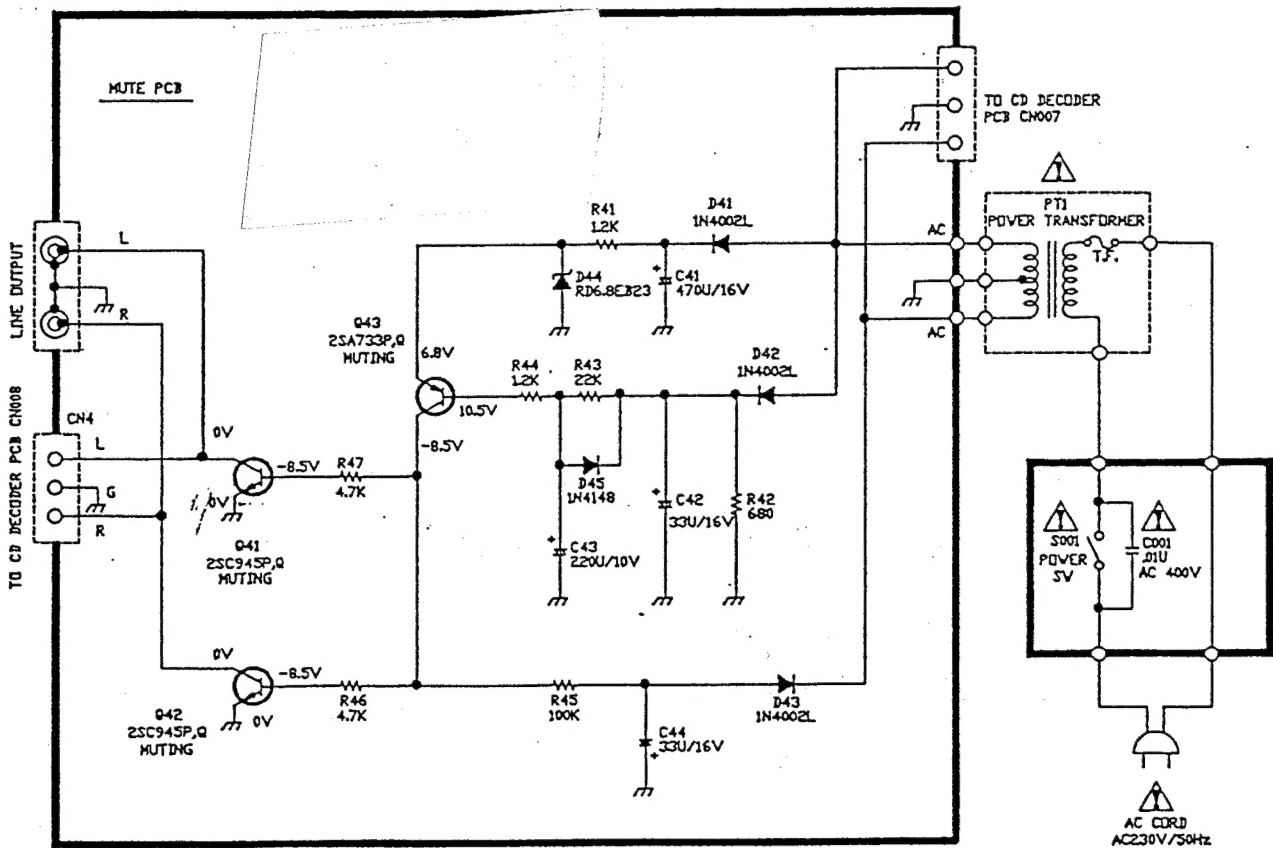 MUTE PCB
TO CD DECODER
PCB CN007
LINE OUTPUT
L
R
R41
1.2K
D41
1N4002L
D44
RD6.8EB23
C41
470U/16V
AC
AC
PT1
POWER TRANSFORMER
T.F.
Q43
2SA733P,Q
MUTING
6.8V
10.5V
-8.5V
R44
1.2K
R43
22K
D42
1N4002L
D45
1N4148
C43
220U/10V
C42
33U/16V
R42
680
TO CD DECODER PCB CN008
CN4
L
G
R
0V
-8.5V
0V
R47
4.7K
Q41
2SC945P,Q
MUTING
0V
-8.5V
0V
R46
4.7K
Q42
2SC945P,Q
MUTING
R45
100K
C44
33U/16V
D43
1N4002L
S001
POWER
SW
C001
.01U
AC 400V
AC CORD
AC230V/50Hz